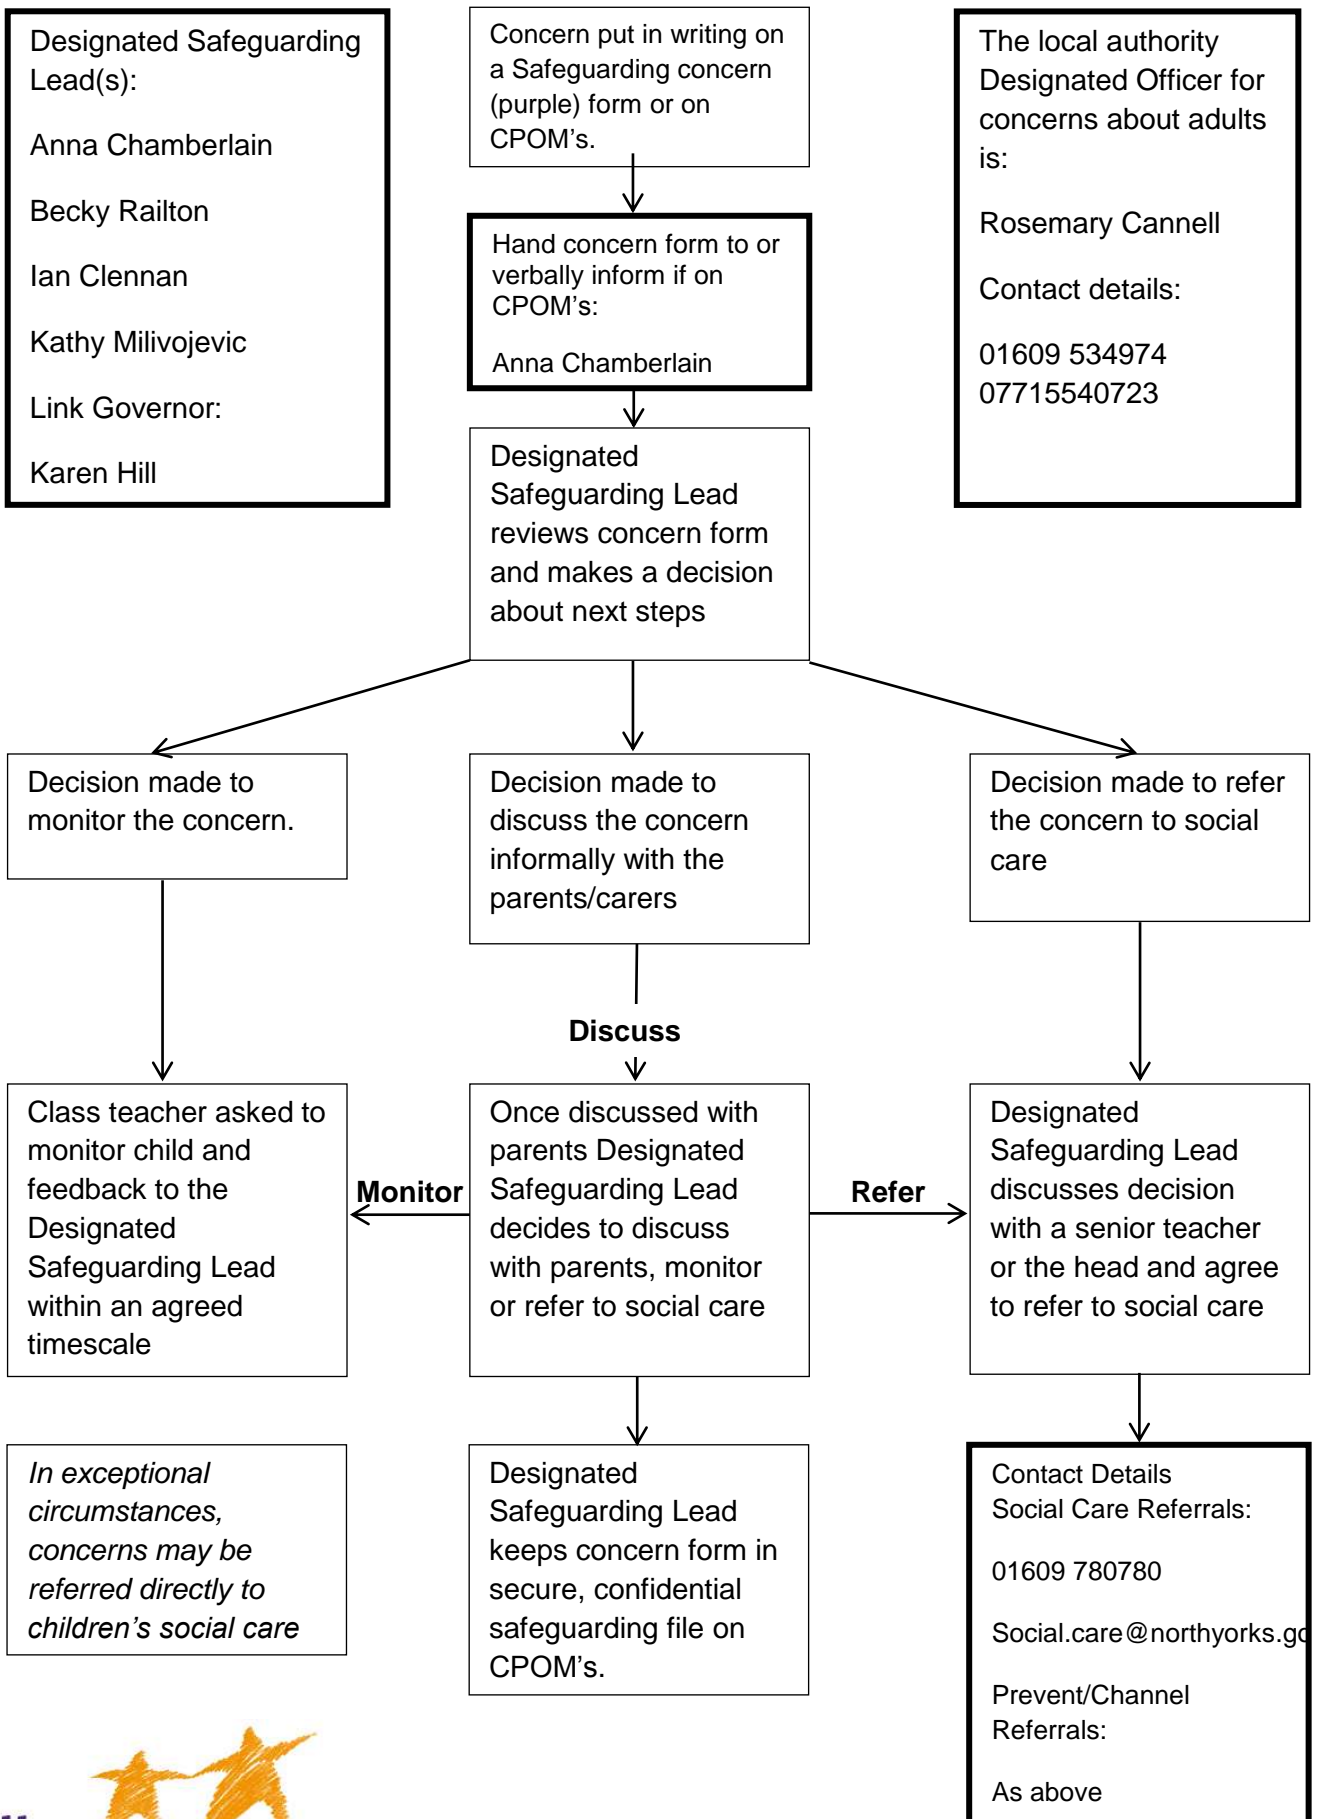 Designated Safeguarding
Lead(s):
Anna Chamberlain
Becky Railton
Ian Clennan
Kathy Milivojevic
Link Governor:
Karen Hill
Concern put in writing on
a Safeguarding concern
(purple) form or on
CPOM’s.
The local authority
Designated Officer for
concerns about adults
is:
Rosemary Cannell
Contact details:
01609 534974
07715540723
Hand concern form to or
verbally inform if on
CPOM’s:
Anna Chamberlain
Designated
Safeguarding Lead
reviews concern form
and makes a decision
about next steps
Decision made to
monitor the concern.
Decision made to
discuss the concern
informally with the
parents/carers
Decision made to refer
the concern to social
care
Discuss
Class teacher asked to
monitor child and
feedback to the
Designated
Safeguarding Lead
within an agreed
timescale
Monitor
Once discussed with
parents Designated
Safeguarding Lead
decides to discuss
with parents, monitor
or refer to social care
Refer
Designated
Safeguarding Lead
discusses decision
with a senior teacher
or the head and agree
to refer to social care
In exceptional
circumstances,
concerns may be
referred directly to
children’s social care
Designated
Safeguarding Lead
keeps concern form in
secure, confidential
safeguarding file on
CPOM’s.
Contact Details
Social Care Referrals:
01609 780780
Social.care@northyorks.go
Prevent/Channel
Referrals:
As above